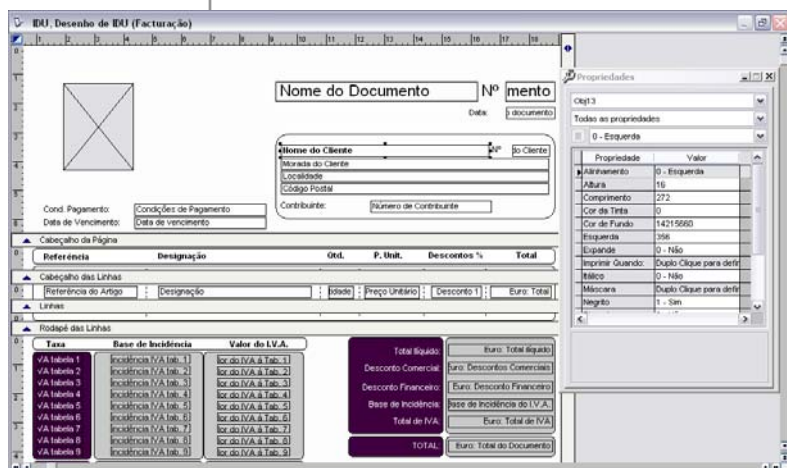 IDU, Desenho de IDU (Facturação)
Nome do Documento Nº mento
Data:
documento
Nome do Cliente Nº do Cliente
Morada do Cliente
Localidade
Código Postal
Contribuinte: Número de Contribuinte
Cond. Pagamento: Condições de Pagamento
Data de Vencimento: Data de vencimento
Cabeçalho da Página
Referência Designação Qtd. P. Unit. Descontos % Total
Cabeçalho das Linhas
Referência do Artigo Designação tidade Preço Unitário Desconto 1 Euro: Total
Linhas
Rodapé das Linhas
Taxa Base de Incidência Valor do I.V.A.
VA tabela 1 Incidência IVA tab. 1 lor do IVA à Tab. 1
VA tabela 2 Incidência IVA tab. 2 lor do IVA à Tab. 2
VA tabela 3 Incidência IVA tab. 3 lor do IVA à Tab. 3
VA tabela 4 Incidência IVA tab. 4 lor do IVA à Tab. 4
VA tabela 5 Incidência IVA tab. 5 lor do IVA à Tab. 5
VA tabela 6 Incidência IVA tab. 6 lor do IVA à Tab. 6
VA tabela 7 Incidência IVA tab. 7 lor do IVA à Tab. 7
VA tabela 8 Incidência IVA tab. 8 lor do IVA à Tab. 8
VA tabela 9 Incidência IVA tab. 9 lor do IVA à Tab. 9
Total líquido: Euro: Total líquido
Desconto Comercial: Euro: Descontos Comerciais
Desconto Financeiro: Euro: Desconto Financeiro
Base de Incidência: Base de Incidência do I.V.A.
Total de IVA: Euro: Total de IVA
TOTAL: Euro: Total do Documento
Propriedades
Obj13
Todas as propriedades
0 - Esquerda
Propriedade Valor
Alinhamento 0 - Esquerda
Altura 16
Comprimento 272
Cor da Tinta 0
Cor de Fundo 14215660
Esquerda 356
Expande 0 - Não
Imprimir Quando: Duplo Clique para defin
Itálico 0 - Não
Máscara Duplo Clique para defin
Negrito 1 - Sim